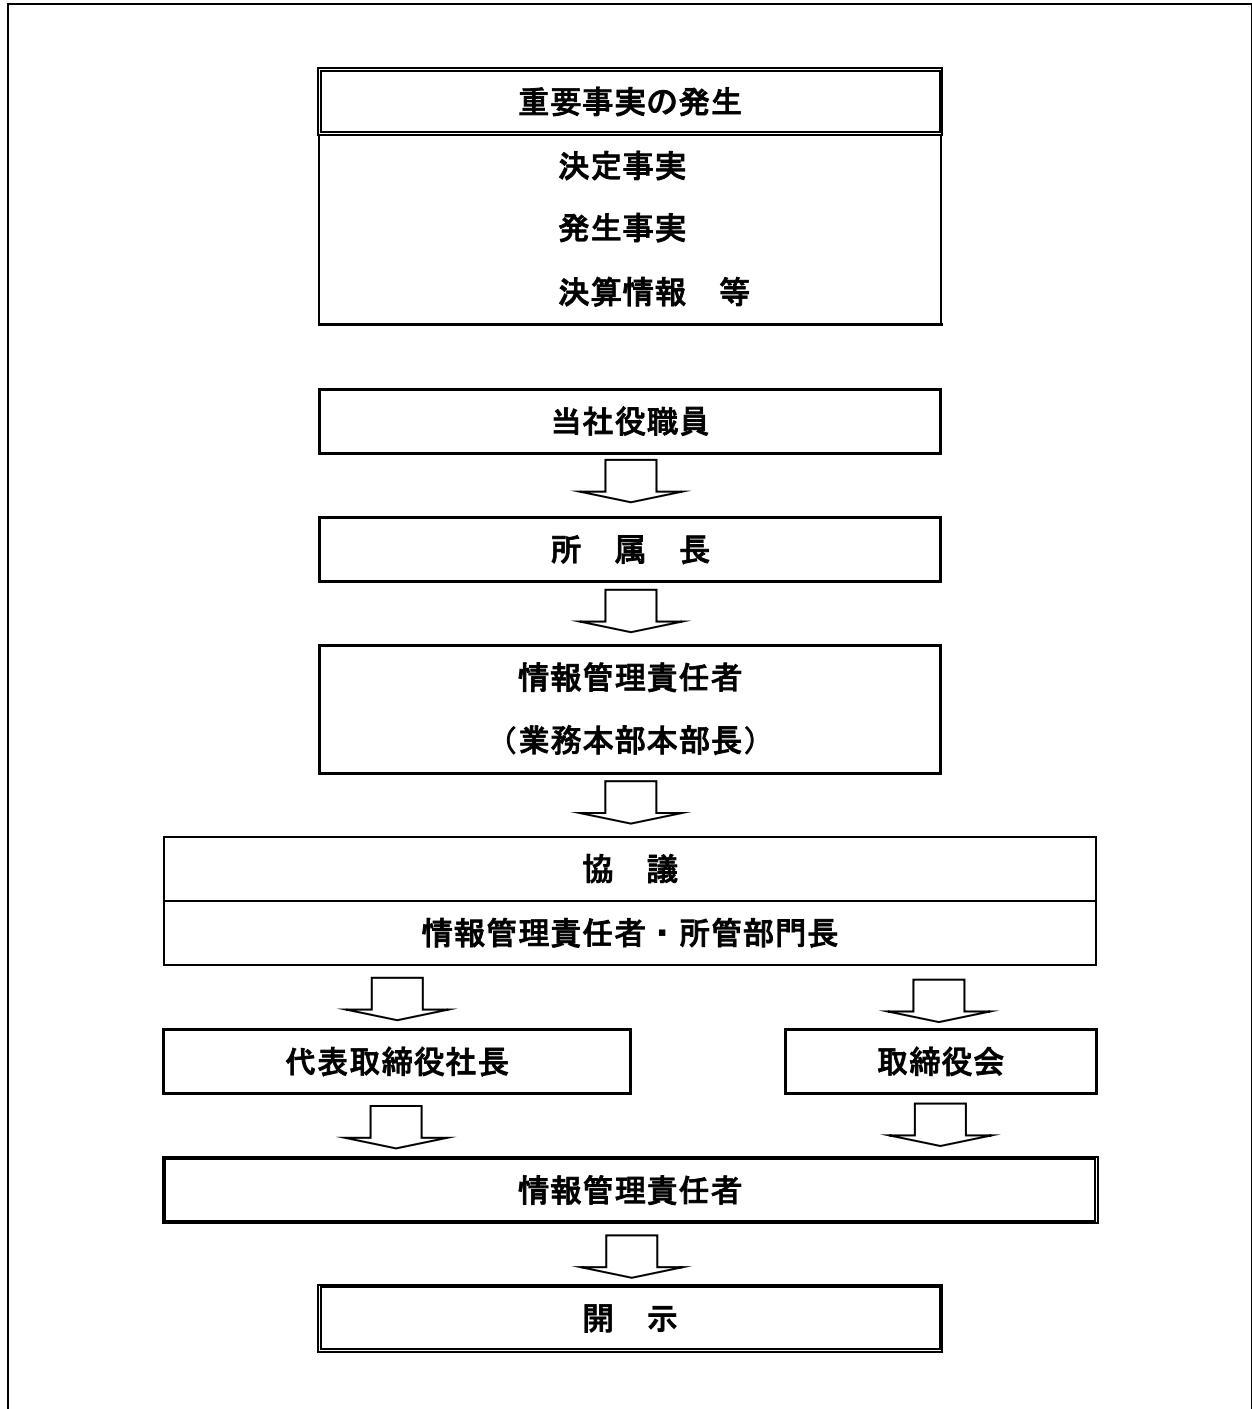 重要事実の発生
決定事実
発生事実
決算情報　等
当社役職員
所　属　長
情報管理責任者
（業務本部本部長）
協　議
情報管理責任者・所管部門長
代表取締役社長
取締役会
情報管理責任者
開　示